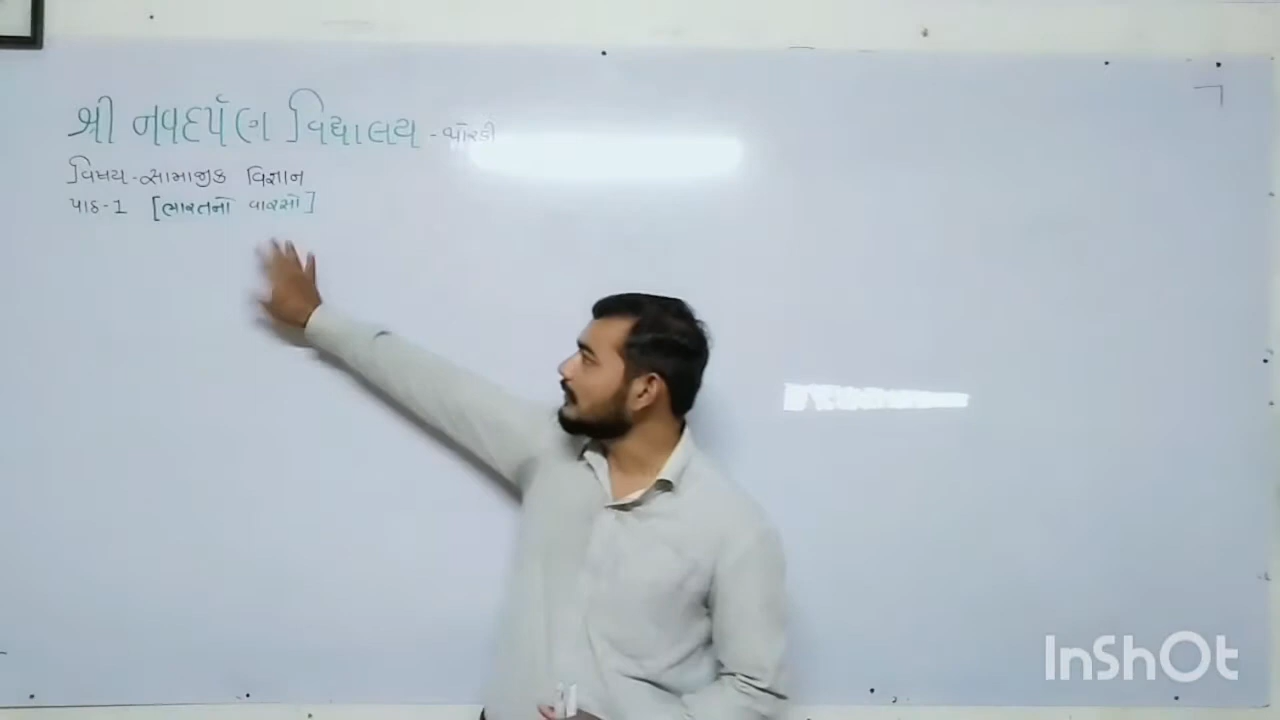 શ્રી નવદર્પણ વિદ્યાલય - બોરડી
વિષય - સામાજીક વિજ્ઞાન
પાઠ-1 [ભારતનો વારસો]
InShOt